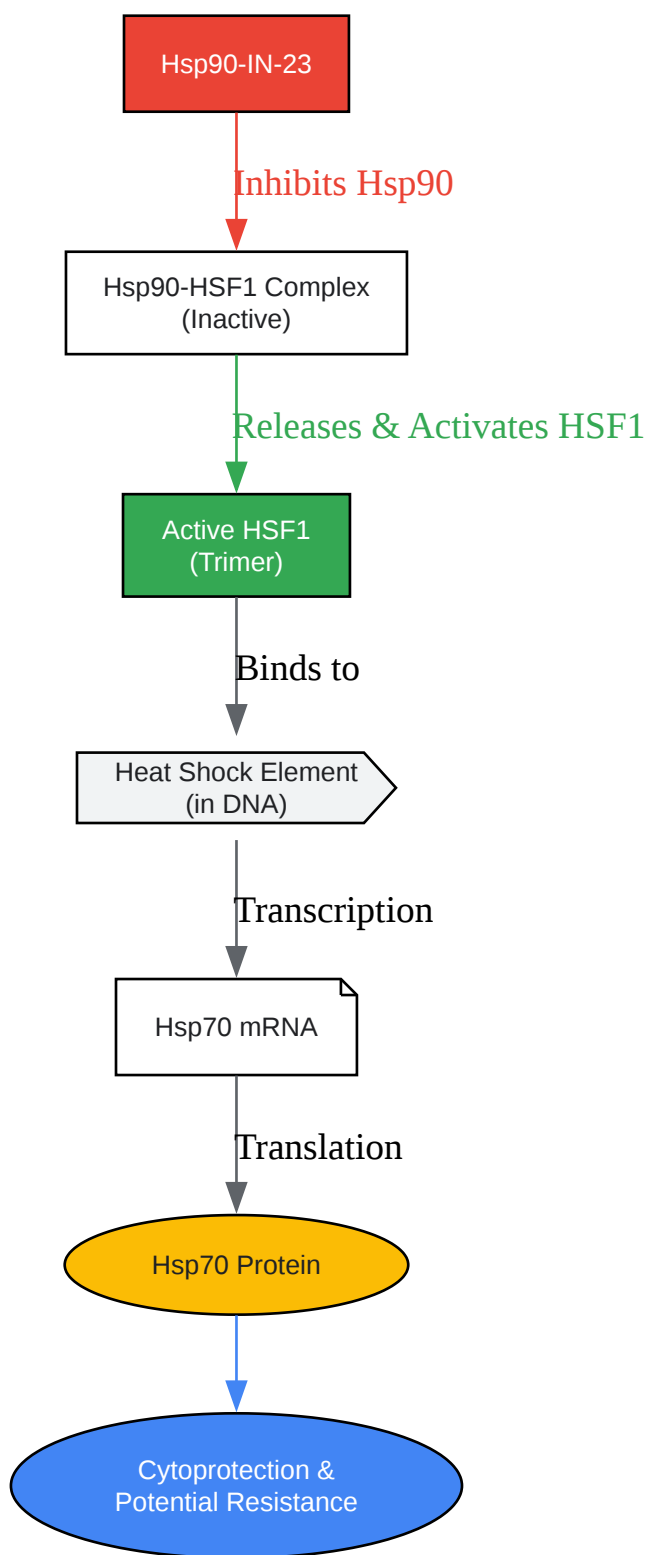 Hsp90-IN-23
Inhibits Hsp90
Hsp90-HSF1 Complex
(Inactive)
Releases & Activates HSF1
Active HSF1
(Trimer)
Binds to
Heat Shock Element
(in DNA)
Transcription
Hsp70 mRNA
Translation
Hsp70 Protein
Cytoprotection &
Potential Resistance